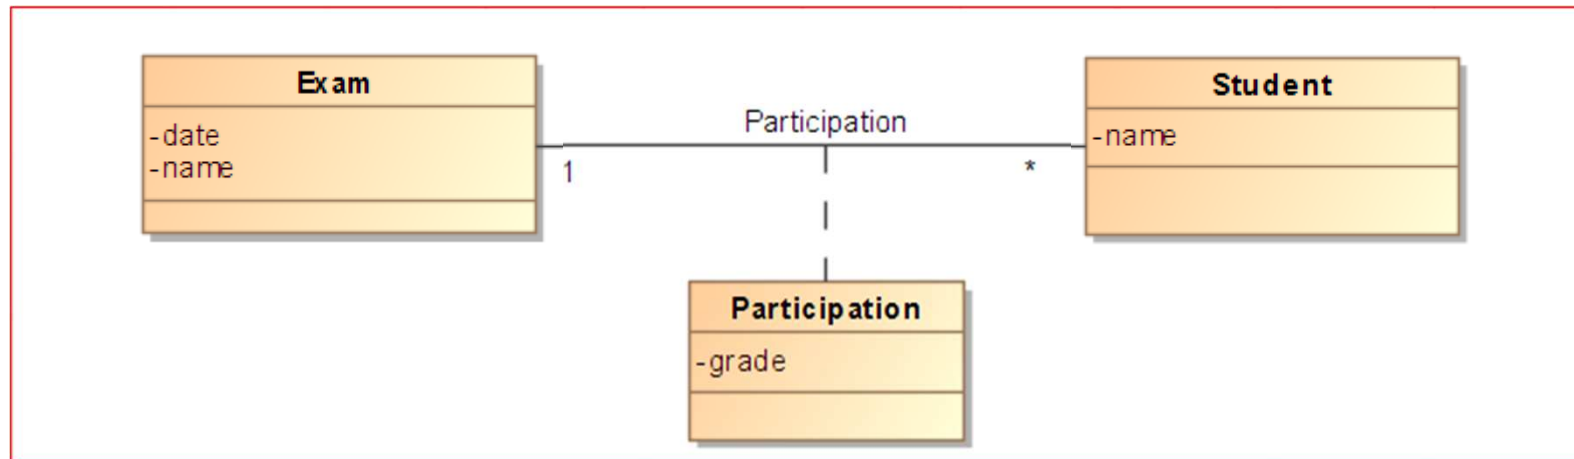 Exam
-date
-name
Participation
1
*
Student
-name
Participation
-grade